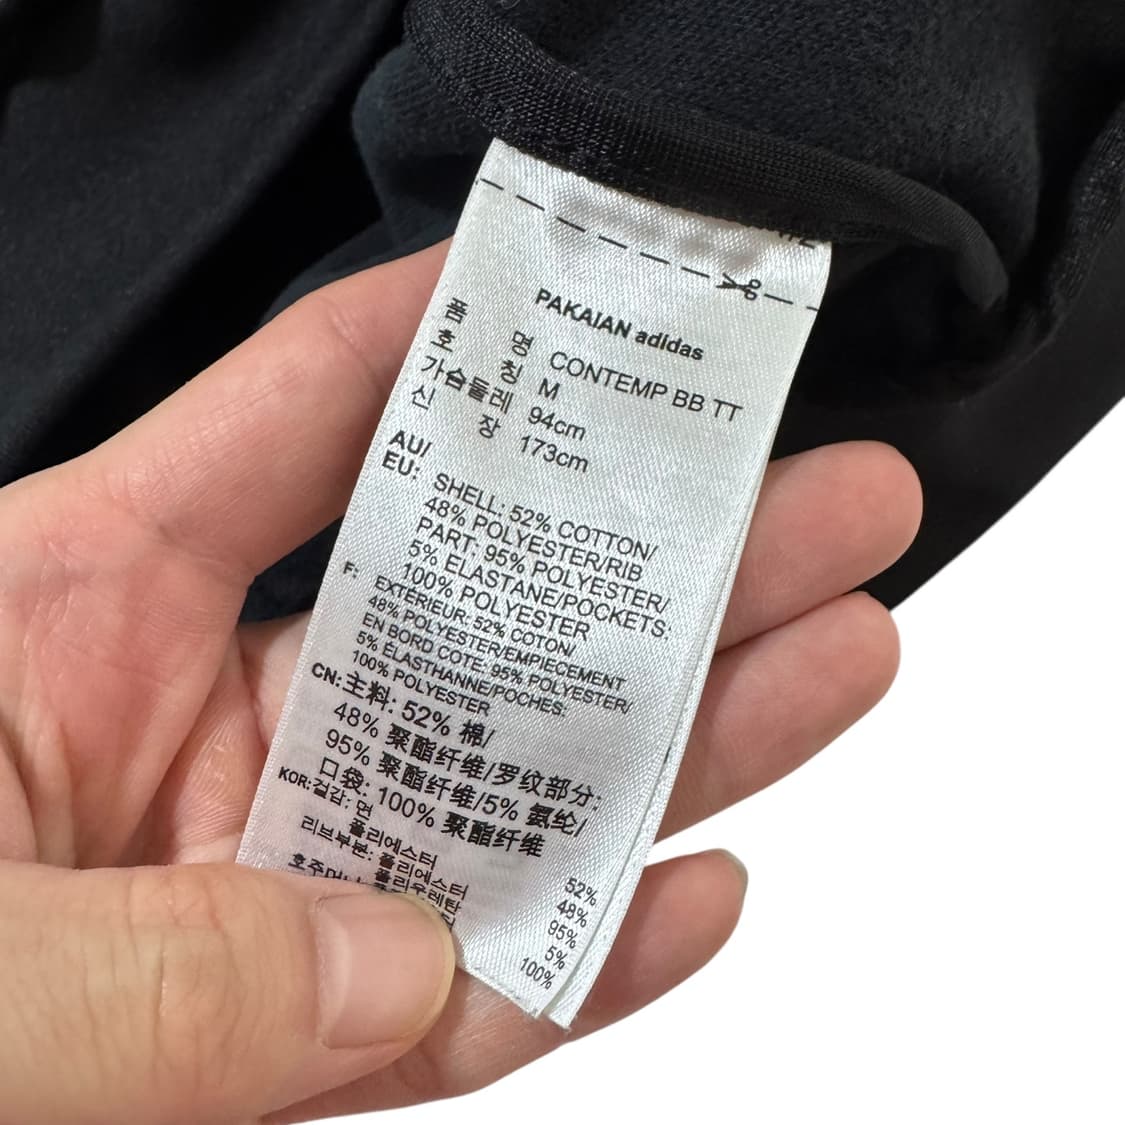 PAKAIAN adidas
품 명 CONTEMP BB TT
호 칭 M
가슴둘레 94cm
신 장 173cm
AU/
EU: SHELL: 52% COTTON/
48% POLYESTER/RIB
PART: 95% POLYESTER/
5% ELASTANE/POCKETS:
100% POLYESTER
F: EXTÉRIEUR: 52% COTON/
48% POLYESTER/EMPIECEMENT
EN BORD COTE: 95% POLYESTER/
5% ÉLASTHANNE/POCHES:
100% POLYESTER
CN: 主料: 52% 棉/
48% 聚酯纤维/罗纹部分:
95% 聚酯纤维/5% 氨纶/
口袋: 100% 聚酯纤维
KOR: 겉감: 면 52%
폴리에스터 48%
리브부분: 폴리에스터 95%
폴리우레탄 5%
100%